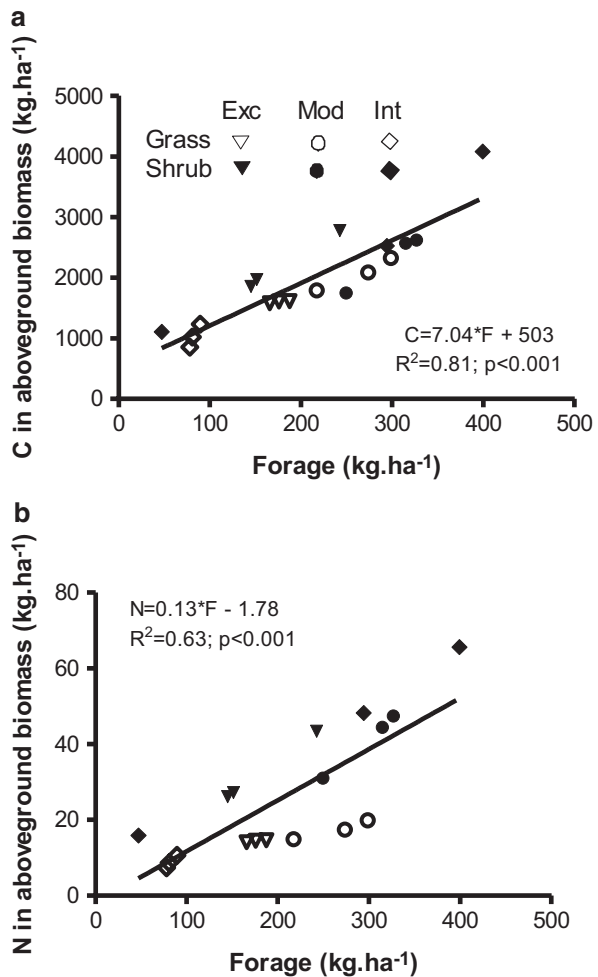 a
C in aboveground biomass (kg.ha-1)
5000
4000
3000
2000
1000
0
Exc Mod Int
Grass
Shrub
C=7.04*F + 503
R2=0.81; p<0.001
0 100 200 300 400 500
Forage (kg.ha-1)
b
N in aboveground biomass (kg.ha-1)
80
60
40
20
0
N=0.13*F - 1.78
R2=0.63; p<0.001
0 100 200 300 400 500
Forage (kg.ha-1)